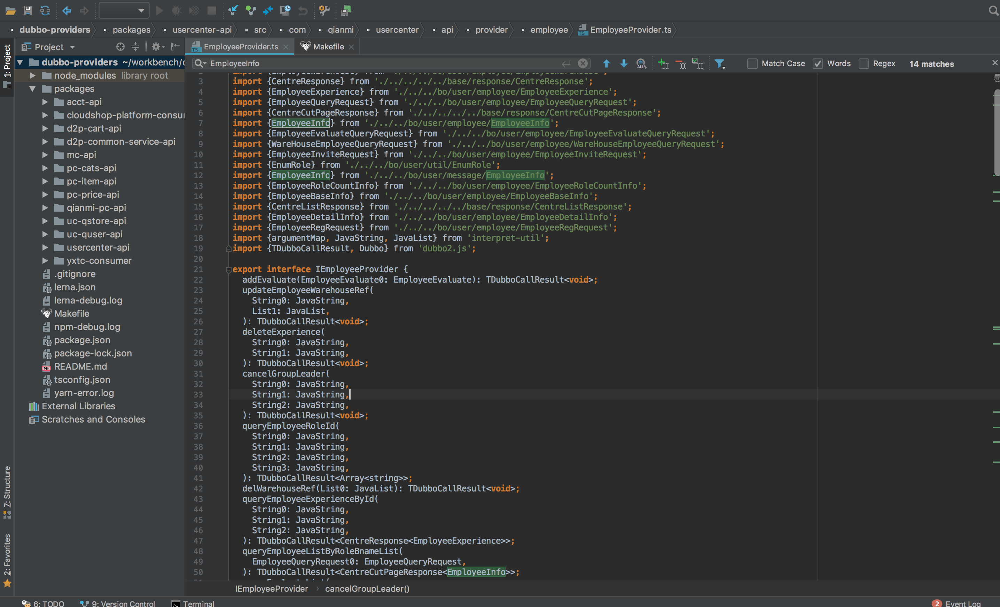 dubbo-providers packages usercenter-api src com qianmi usercenter api provider employee EmployeeProvider.ts
1: Project
7: Structure
2: Favorites
Project
dubbo-providers ~/workbench/
node_modules library root
packages
acct-api
cloudshop-platform-consu
d2p-cart-api
d2p-common-service-api
mc-api
pc-cats-api
pc-item-api
pc-price-api
qianmi-pc-api
uc-qstore-api
uc-quser-api
usercenter-api
yxtc-consumer
.gitignore
lerna.json
lerna-debug.log
Makefile
npm-debug.log
package.json
package-lock.json
README.md
tsconfig.json
yarn-error.log
External Libraries
Scratches and Consoles
EmployeeProvider.ts Makefile
EmployeeInfo Match Case Words Regex 14 matches
3 import {CentreResponse} from './../../../../base/response/CentreResponse';
4 import {EmployeeExperience} from './../../bo/user/employee/EmployeeExperience';
5 import {EmployeeQueryRequest} from './../../bo/user/employee/EmployeeQueryRequest';
6 import {CentreCutPageResponse} from './../../../../base/response/CentreCutPageResponse';
7 import {EmployeeInfo} from './../../bo/user/employee/EmployeeInfo';
8 import {EmployeeEvaluateQueryRequest} from './../../bo/user/employee/EmployeeEvaluateQueryRequest';
9 import {WareHouseEmployeeQueryRequest} from './../../bo/user/employee/WareHouseEmployeeQueryRequest';
10 import {EmployeeInviteRequest} from './../../bo/user/employee/EmployeeInviteRequest';
11 import {EnumRole} from './../../bo/user/util/EnumRole';
12 import {EmployeeInfo} from './../../bo/user/message/EmployeeInfo';
13 import {EmployeeRoleCountInfo} from './../../bo/user/employee/EmployeeRoleCountInfo';
14 import {EmployeeBaseInfo} from './../../bo/user/employee/EmployeeBaseInfo';
15 import {CentreListResponse} from './../../../../base/response/CentreListResponse';
16 import {EmployeeDetailInfo} from './../../bo/user/employee/EmployeeDetailInfo';
17 import {EmployeeRegRequest} from './../../bo/user/employee/EmployeeRegRequest';
18 import {argumentMap, JavaString, JavaList} from 'interpret-util';
19 import {TDubboCallResult, Dubbo} from 'dubbo2.js';
20
21 export interface IEmployeeProvider {
22 addEvaluate(EmployeeEvaluate0: EmployeeEvaluate): TDubboCallResult<void>;
23 updateEmployeeWarehouseRef(
24 String0: JavaString,
25 List1: JavaList,
26 ): TDubboCallResult<void>;
27 deleteExperience(
28 String0: JavaString,
29 String1: JavaString,
30 ): TDubboCallResult<void>;
31 cancelGroupLeader(
32 String0: JavaString,
33 String1: JavaString,
34 String2: JavaString,
35 ): TDubboCallResult<void>;
36 queryEmployeeRoleId(
37 String0: JavaString,
38 String1: JavaString,
39 String2: JavaString,
40 String3: JavaString,
41 ): TDubboCallResult<Array<string>>;
42 delWarehouseRef(List0: JavaList): TDubboCallResult<void>;
43 queryEmployeeExperienceById(
44 String0: JavaString,
45 String1: JavaString,
46 String2: JavaString,
47 ): TDubboCallResult<CentreResponse<EmployeeExperience>>;
48 queryEmployeeListByRoleBnameList(
49 EmployeeQueryRequest0: EmployeeQueryRequest,
50 ): TDubboCallResult<CentreCutPageResponse<EmployeeInfo>>;
IEmployeeProvider cancelGroupLeader()
6: TODO 9: Version Control Terminal 2 Event Log